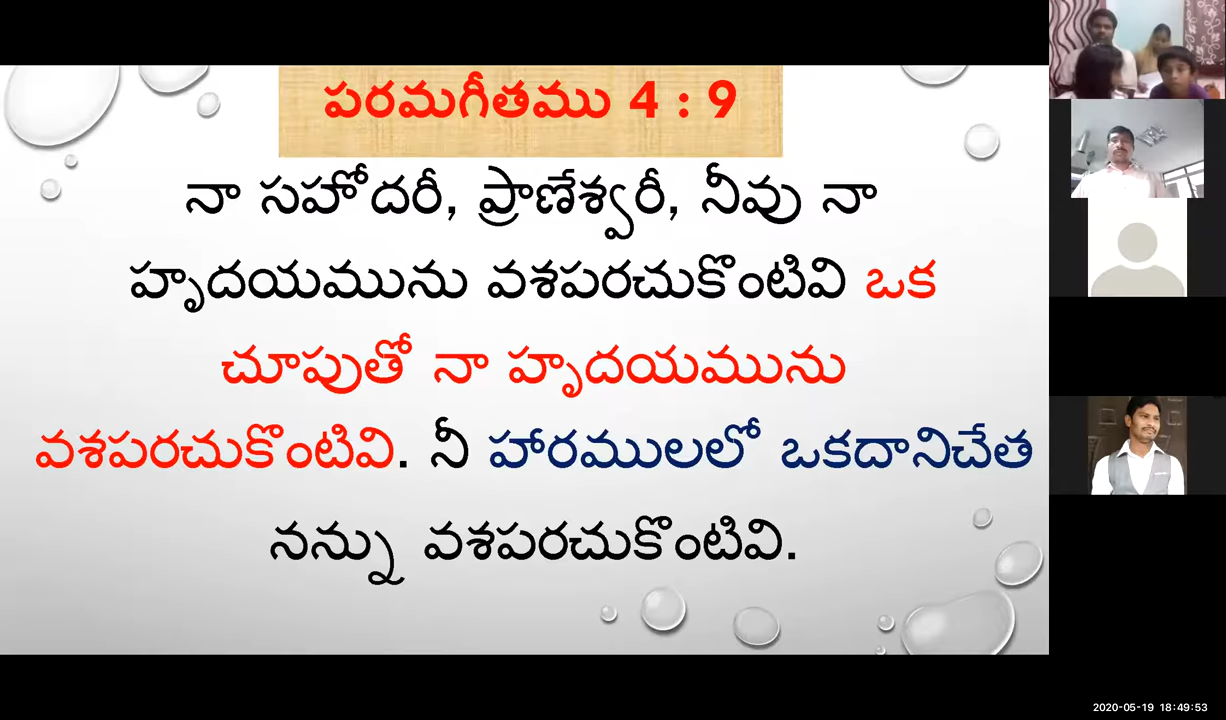 పరమగీతము 4 : 9
నా సహోదరీ, ప్రాణేశ్వరీ, నీవు నా
హృదయమును వశపరచుకొంటివి ఒక
చూపుతో నా హృదయమును
వశపరచుకొంటివి. నీ హారములలో ఒకదానిచేత
నన్ను వశపరచుకొంటివి.
2020-05-19 18:49:53